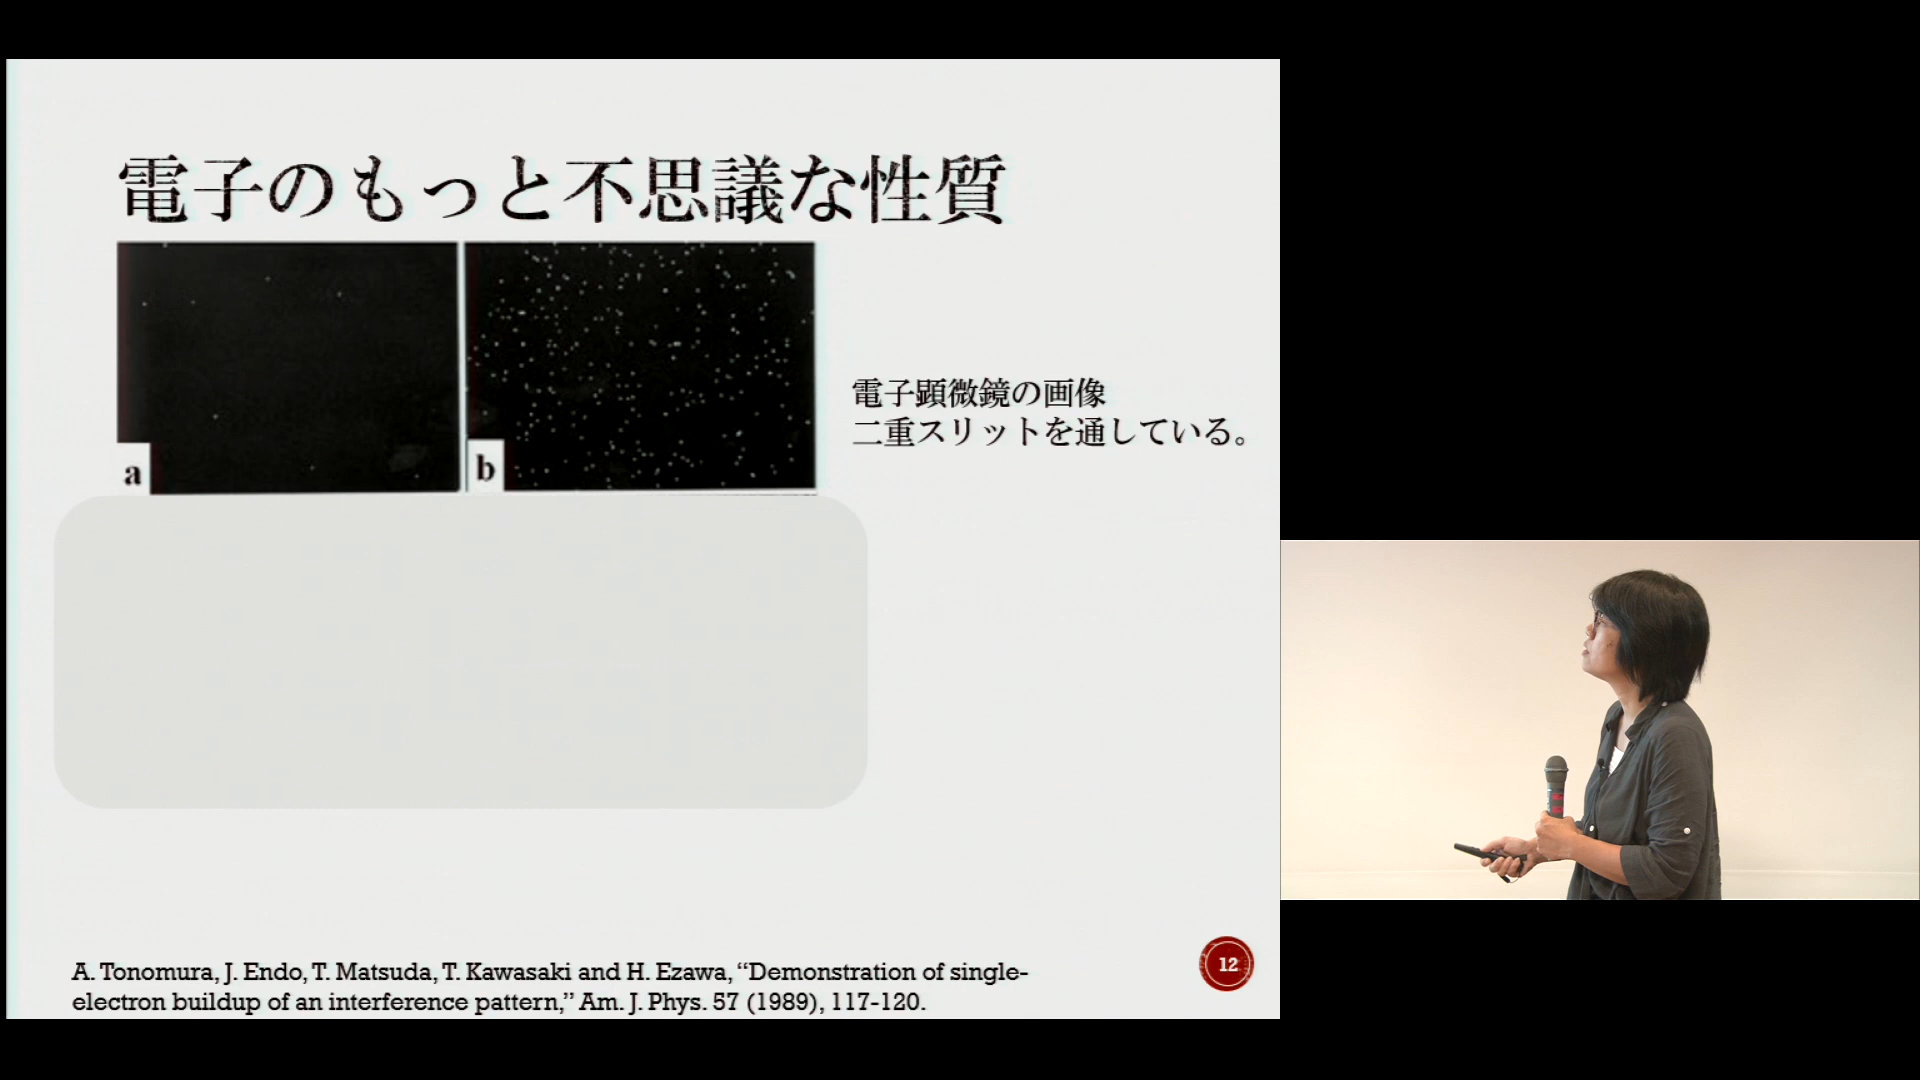 電子のもっと不思議な性質
a
b
電子顕微鏡の画像
二重スリットを通している。
A. Tonomura, J. Endo, T. Matsuda, T. Kawasaki and H. Ezawa, “Demonstration of single-
electron buildup of an interference pattern,” Am. J. Phys. 57 (1989), 117-120.
12